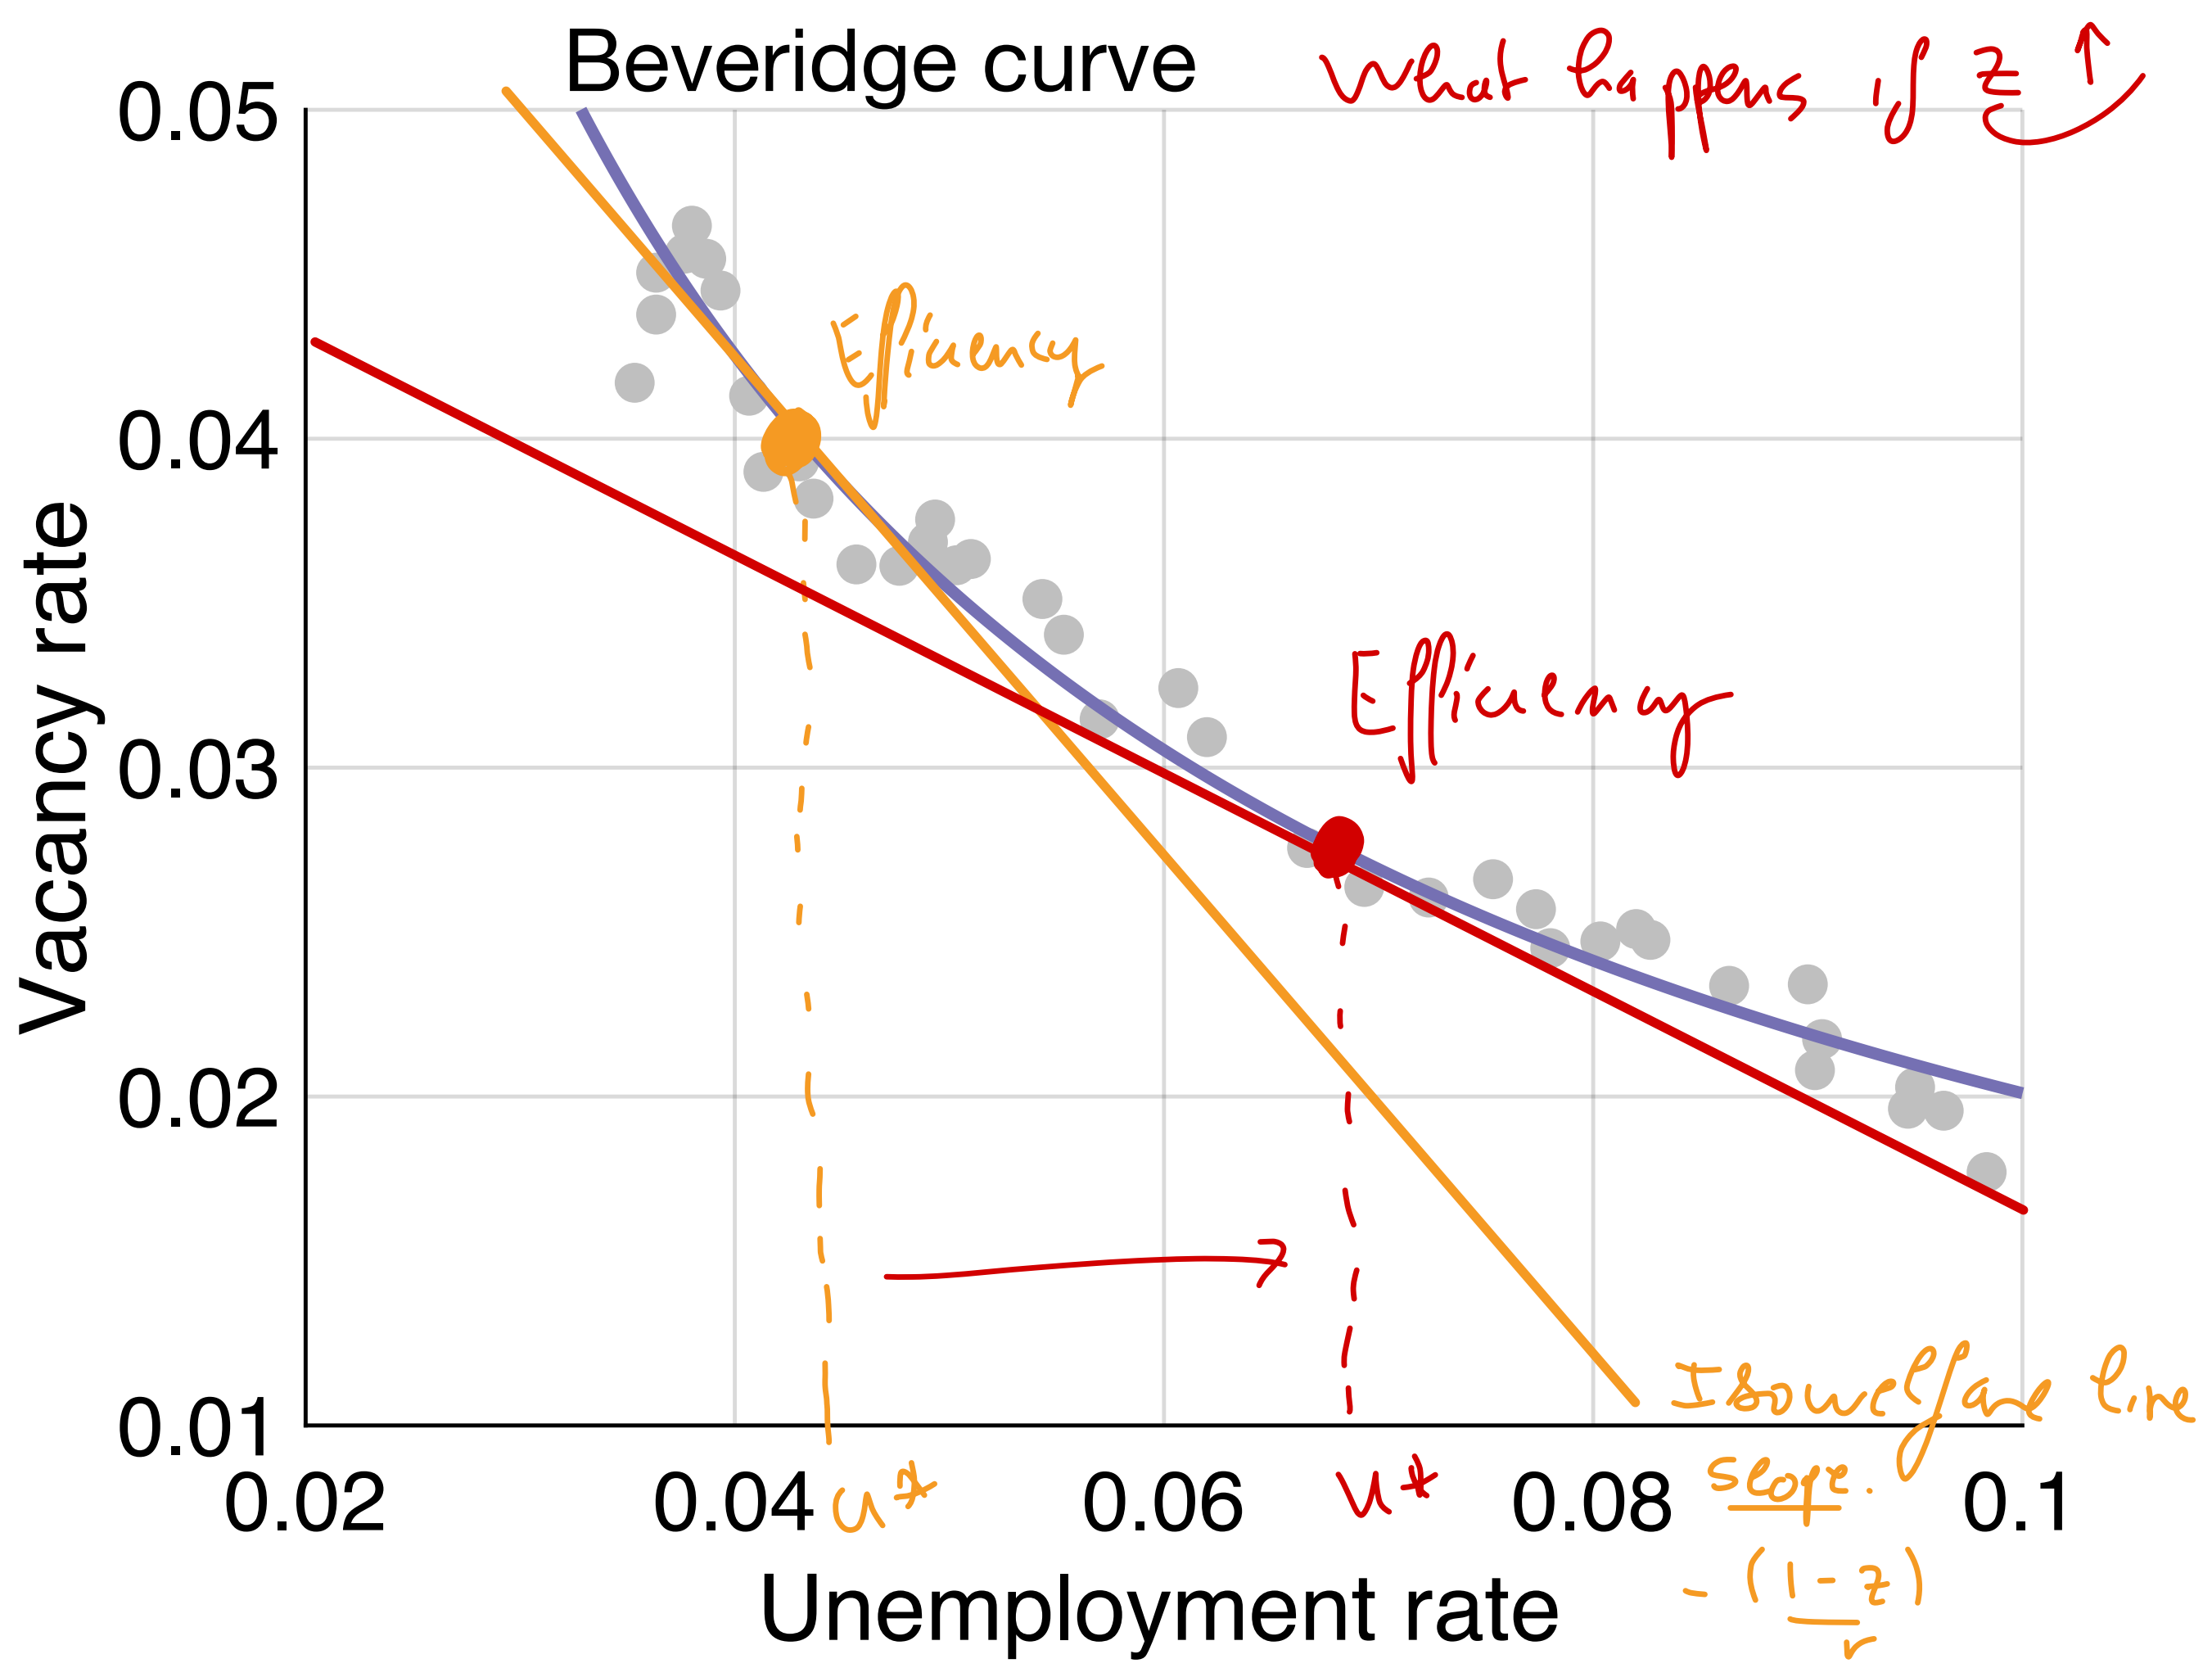 Beveridge curve
what happens if z ↑
0.05
0.04
0.03
0.02
0.01
Vacancy rate
Efficiency
Efficiency
Isowelfare line
slope:
- (1-z)
r
0.02
0.04
u*
0.06
u*
0.08
0.1
Unemployment rate